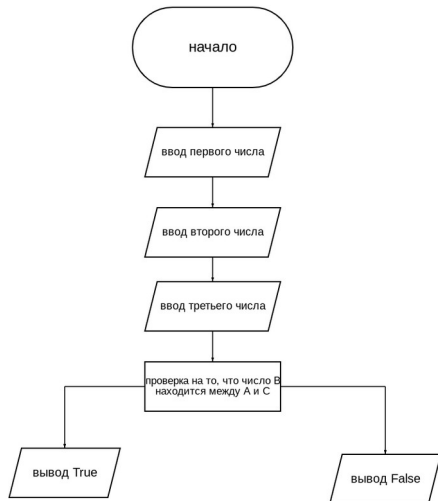 начало
ввод первого числа
ввод второго числа
ввод третьего числа
проверка на то, что число В
находится между А и С
вывод True
вывод False